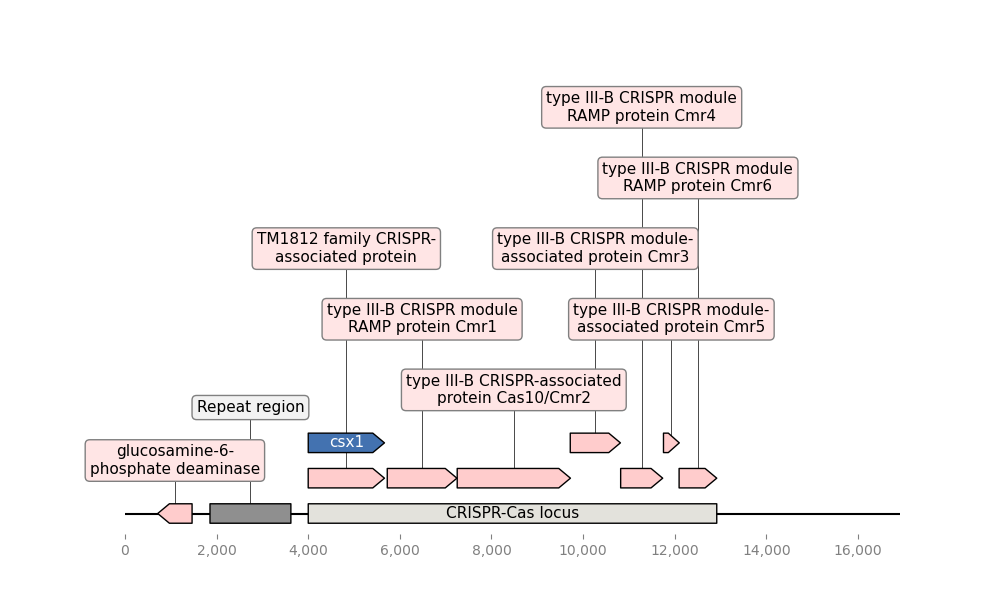 type III-B CRISPR module
RAMP protein Cmr4
type III-B CRISPR module
RAMP protein Cmr6
TM1812 family CRISPR-
associated protein
type III-B CRISPR module-
associated protein Cmr3
type III-B CRISPR module
RAMP protein Cmr1
type III-B CRISPR module-
associated protein Cmr5
type III-B CRISPR-associated
protein Cas10/Cmr2
Repeat region
csx1
glucosamine-6-
phosphate deaminase
CRISPR-Cas locus
0 2,000 4,000 6,000 8,000 10,000 12,000 14,000 16,000